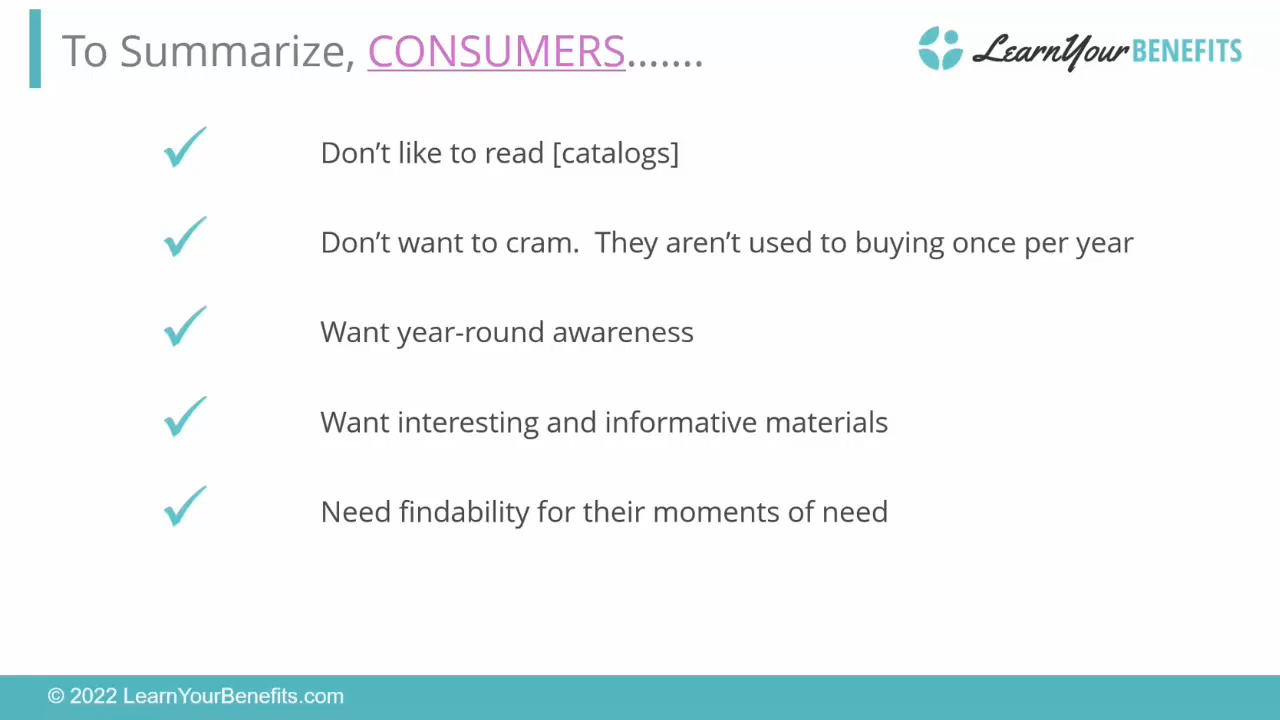 To Summarize, CONSUMERS.......
LearnYour BENEFITS
Don’t like to read [catalogs]
Don’t want to cram.  They aren’t used to buying once per year
Want year-round awareness
Want interesting and informative materials
Need findability for their moments of need
© 2022 LearnYourBenefits.com